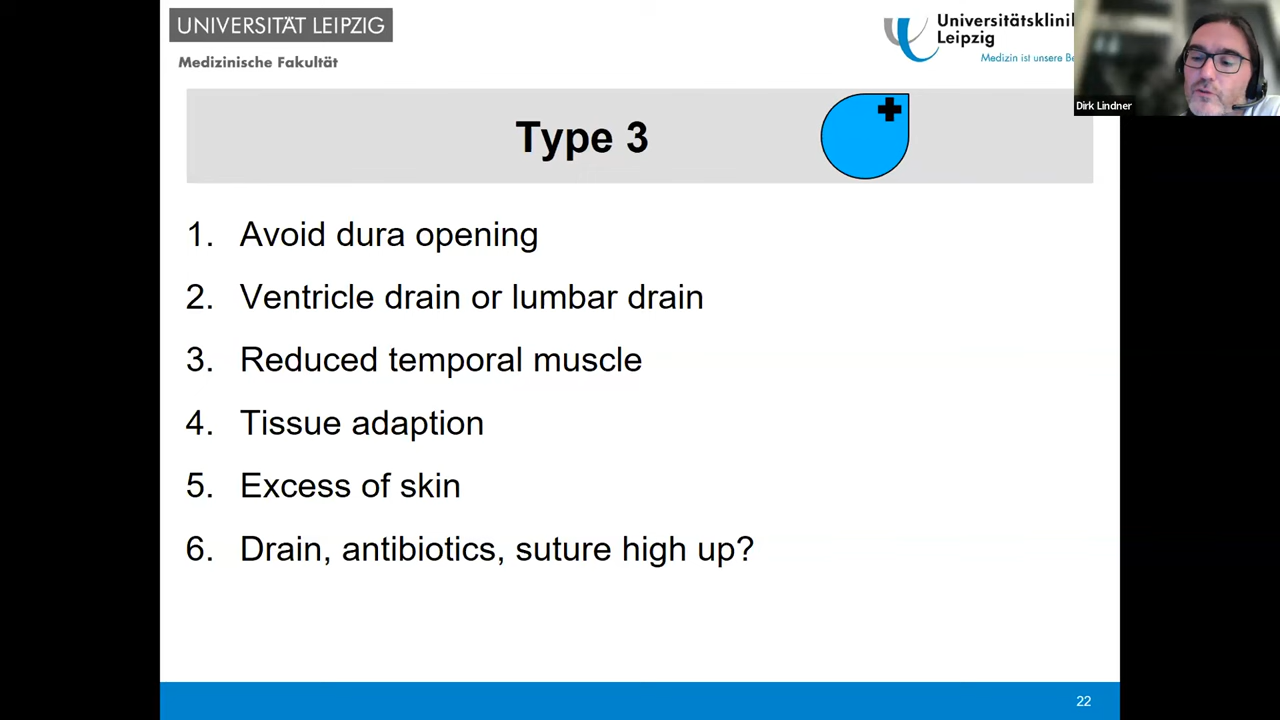 UNIVERSITÄT LEIPZIG
Medizinische Fakultät
Leipzig
Medizin ist unsere
Dirk Lindner
Type 3
1. Avoid dura opening
2. Ventricle drain or lumbar drain
3. Reduced temporal muscle
4. Tissue adaption
5. Excess of skin
6. Drain, antibiotics, suture high up?
22